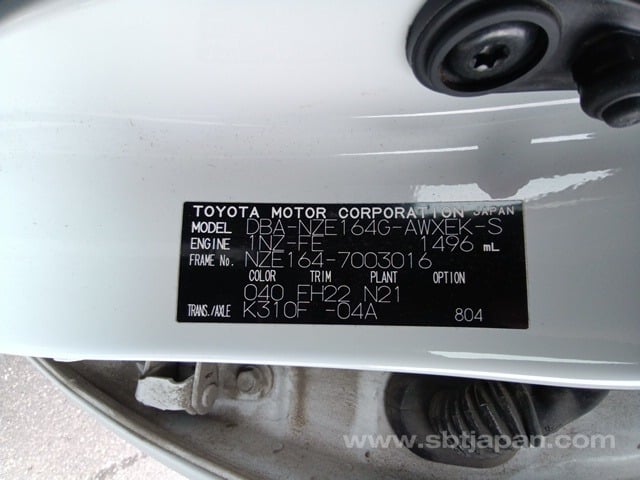 TOYOTA MOTOR CORPORATION JAPAN
MODEL DBA-NZE164G-AWXEK-S
ENGINE 1NZ-FE 1496 mL
FRAME No. NZE164-7003016
COLOR TRIM PLANT OPTION
040 FH22 N21
TRANS./AXLE K310F -04A 804
www.sbtjapan.com